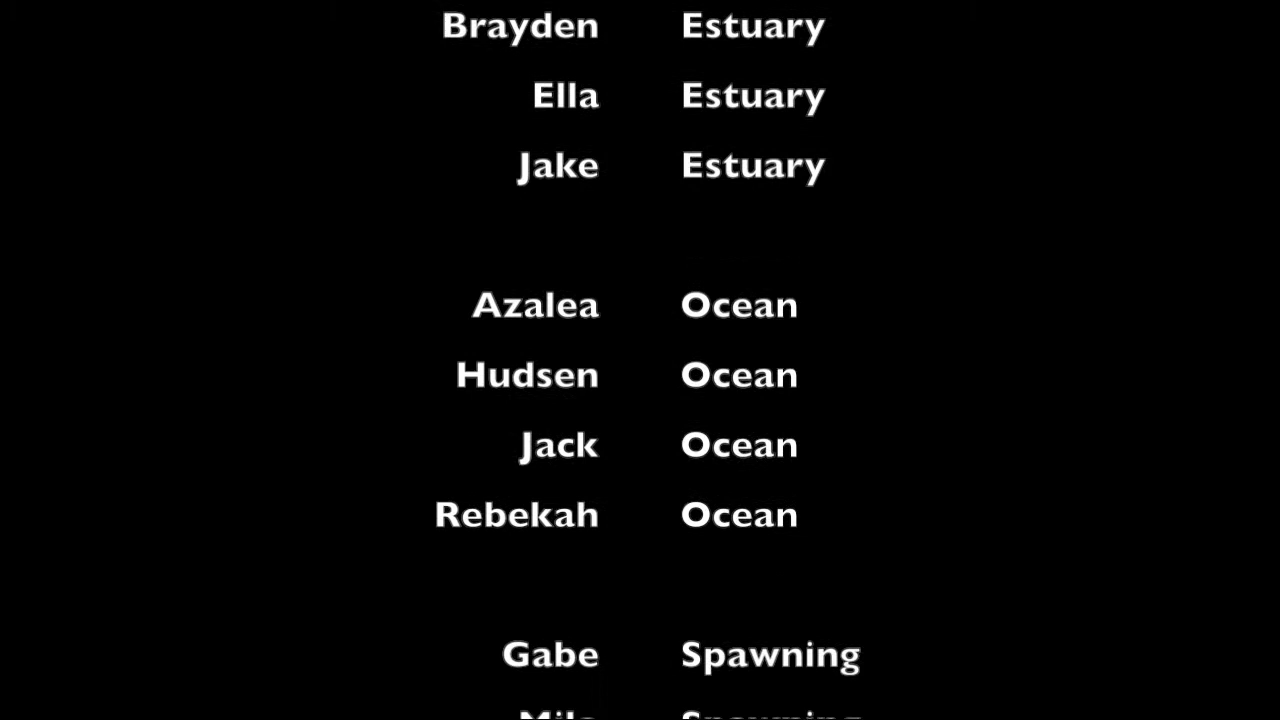 Brayden Estuary
Ella Estuary
Jake Estuary
Azalea Ocean
Hudsen Ocean
Jack Ocean
Rebekah Ocean
Gabe Spawning